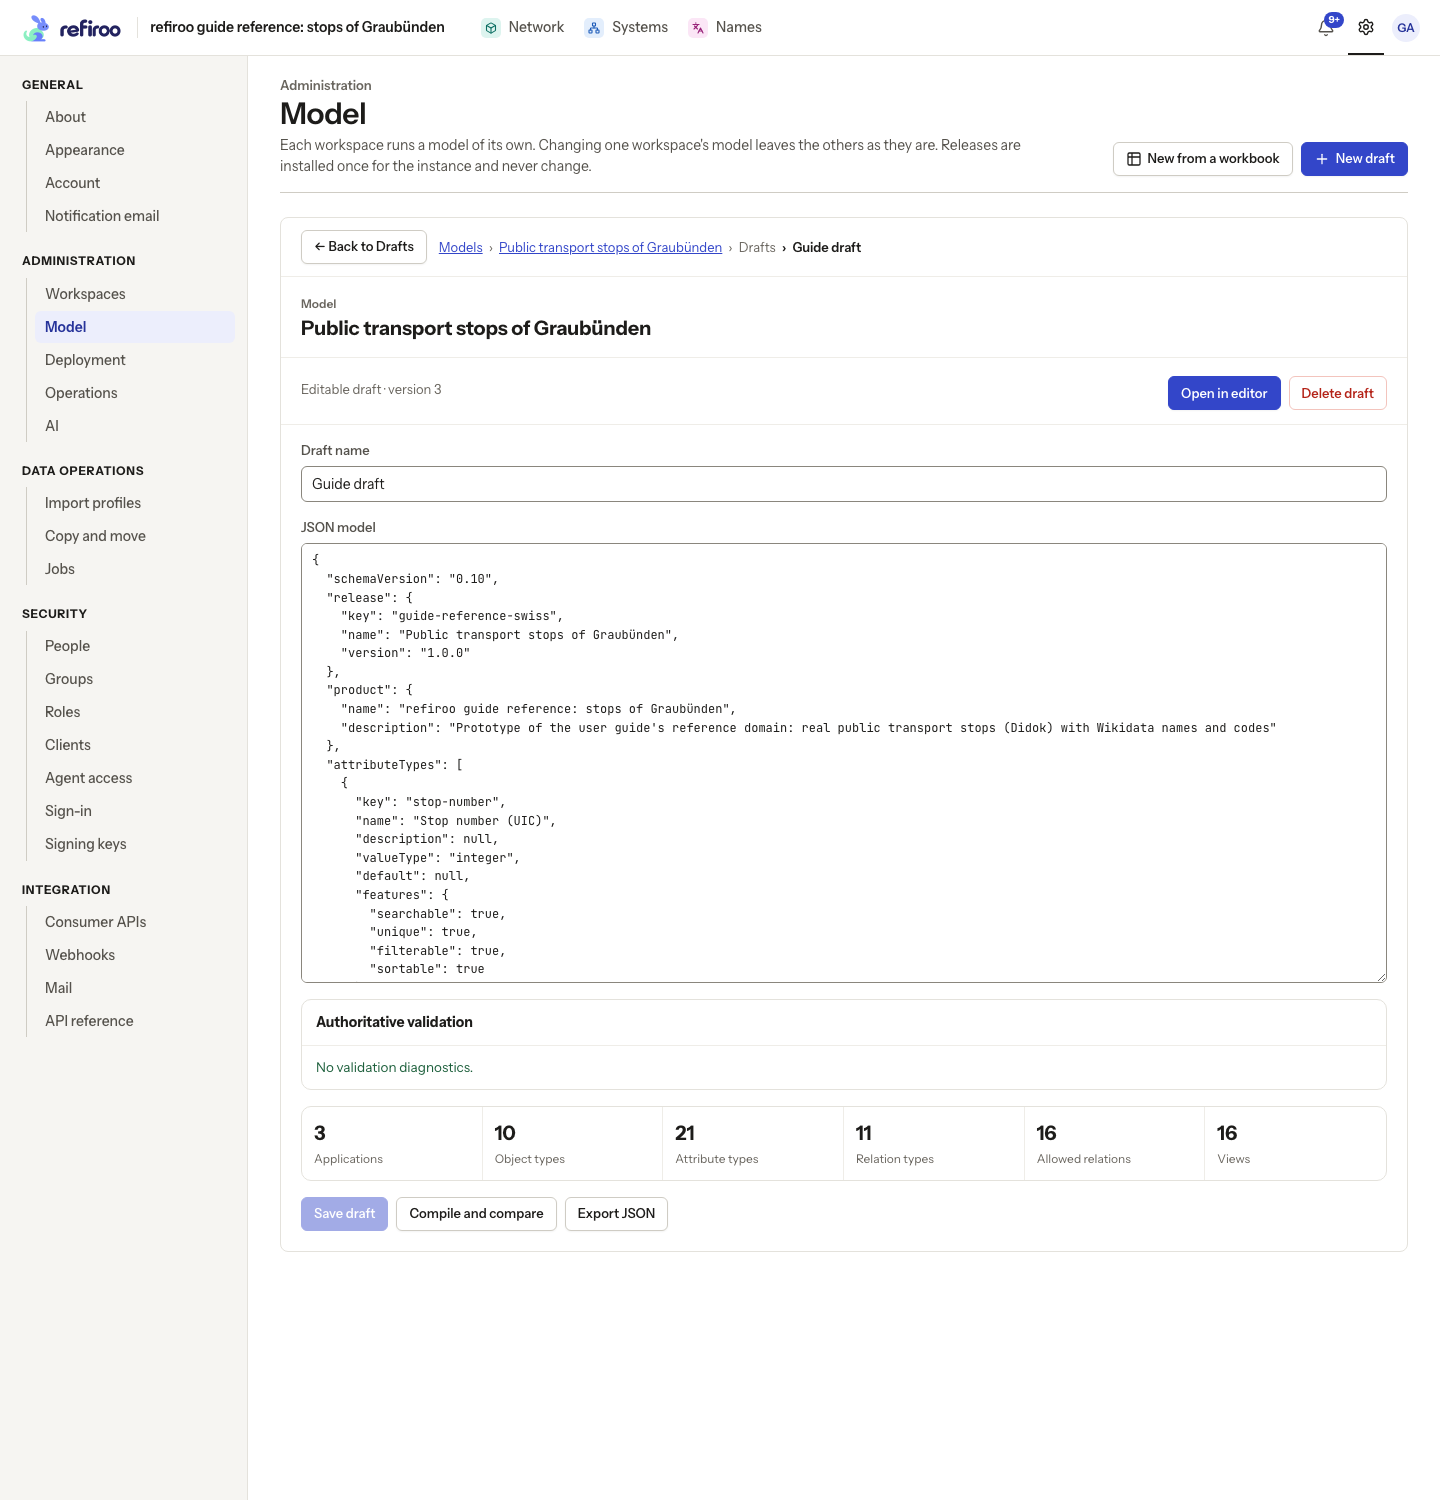 refiroo
refiroo guide reference: stops of Graubünden
Network
Systems
Names
9+
GA
GENERAL
About
Appearance
Account
Notification email
ADMINISTRATION
Workspaces
Model
Deployment
Operations
AI
DATA OPERATIONS
Import profiles
Copy and move
Jobs
SECURITY
People
Groups
Roles
Clients
Agent access
Sign-in
Signing keys
INTEGRATION
Consumer APIs
Webhooks
Mail
API reference
Administration
Model
Each workspace runs a model of its own. Changing one workspace's model leaves the others as they are. Releases are
installed once for the instance and never change.
New from a workbook
+ New draft
← Back to Drafts
Models › Public transport stops of Graubünden › Drafts › Guide draft
Model
Public transport stops of Graubünden
Editable draft · version 3
Open in editor
Delete draft
Draft name
Guide draft
JSON model
{
"schemaVersion": "0.10",
"release": {
"key": "guide-reference-swiss",
"name": "Public transport stops of Graubünden",
"version": "1.0.0"
},
"product": {
"name": "refiroo guide reference: stops of Graubünden",
"description": "Prototype of the user guide's reference domain: real public transport stops (Didok) with Wikidata names and codes"
},
"attributeTypes": [
{
"key": "stop-number",
"name": "Stop number (UIC)",
"description": null,
"valueType": "integer",
"default": null,
"features": {
"searchable": true,
"unique": true,
"filterable": true,
"sortable": true
Authoritative validation
No validation diagnostics.
3
Applications
10
Object types
21
Attribute types
11
Relation types
16
Allowed relations
16
Views
Save draft
Compile and compare
Export JSON